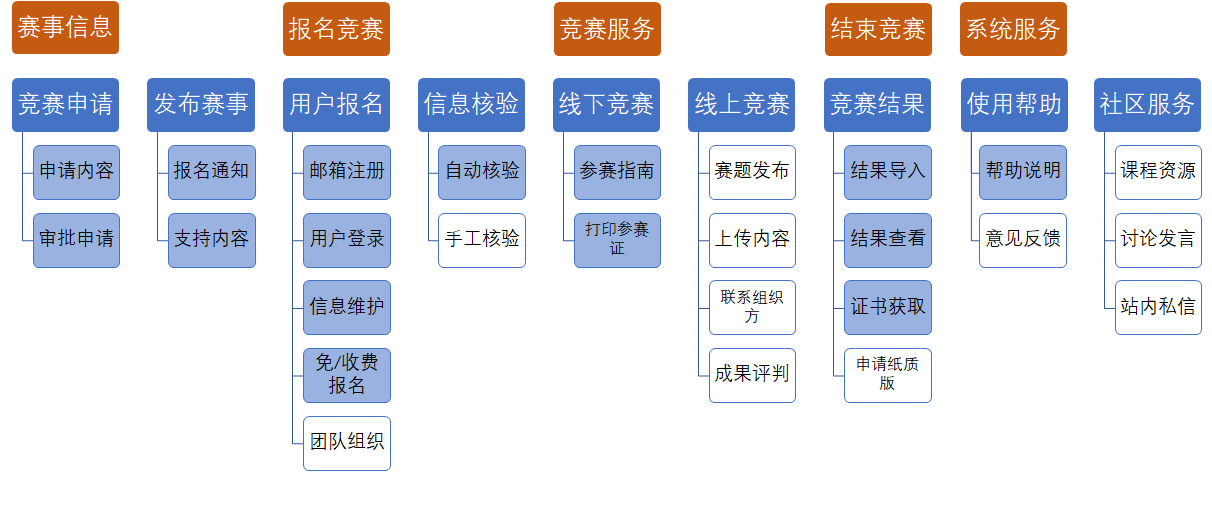 赛事信息
报名竞赛
竞赛服务
结束竞赛
系统服务
竞赛申请
发布赛事
用户报名
信息核验
线下竞赛
线上竞赛
竞赛结果
使用帮助
社区服务
申请内容
报名通知
邮箱注册
自动核验
参赛指南
赛题发布
结果导入
帮助说明
课程资源
审批申请
支持内容
用户登录
手工核验
打印参赛
证
上传内容
结果查看
意见反馈
讨论发言
信息维护
联系组织
方
证书获取
站内私信
免/收费
报名
成果评判
申请纸质
版
团队组织